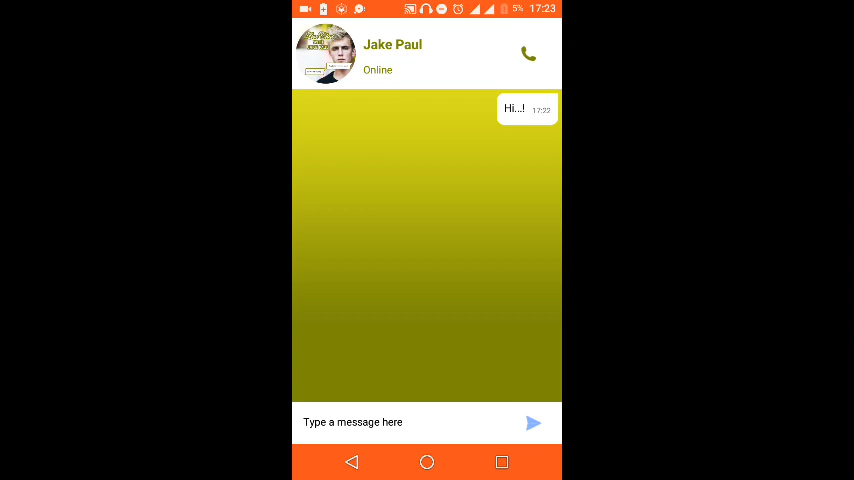 5% 17:23
Jake Paul
Online
Hi...! 17:22
Type a message here